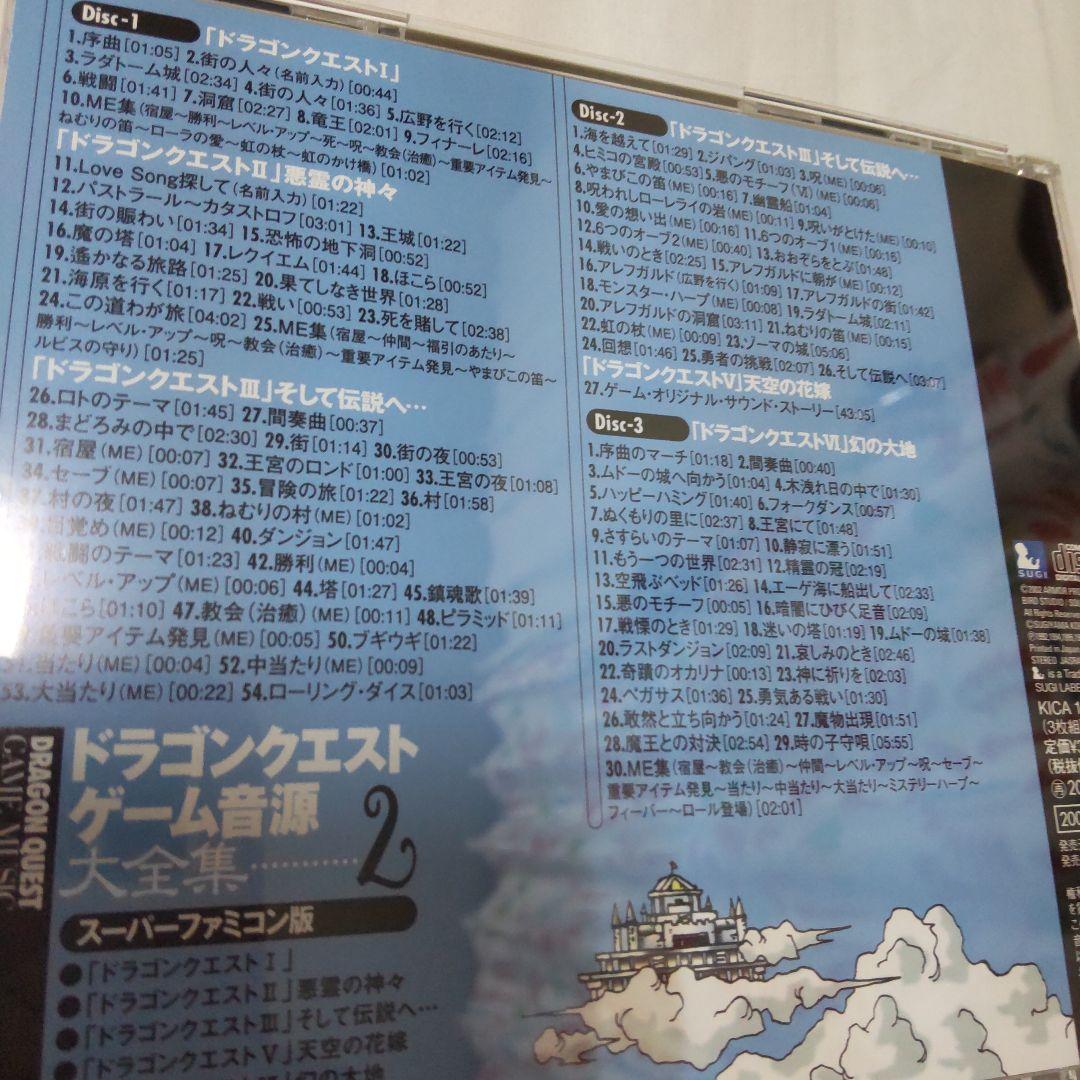 Disc-1
「ドラゴンクエストⅠ」
1.序曲[01:05] 2.街の人々(名前入力)[00:44]
3.ラダトーム城[02:34] 4.街の人々[01:36] 5.広野を行く[02:12]
6.戦闘[01:41] 7.洞窟[02:27] 8.竜王[02:01] 9.フィナーレ[02:16]
10.ME集(宿屋〜勝利〜レベル・アップ〜死〜呪〜教会(治癒)〜重要アイテム発見〜
ねむりの笛〜ローラの愛〜虹の杖〜虹のかけ橋)[01:02]
「ドラゴンクエストⅡ」悪霊の神々
11.Love Song探して(名前入力)[01:22]
12.パストラール〜カタストロフ[03:01] 13.王城[01:22]
14.街の賑わい[01:34] 15.恐怖の地下洞[00:52]
16.魔の塔[01:04] 17.レクイエム[01:44] 18.ほこら[00:52]
19.遙かなる旅路[01:25] 20.果てしなき世界[01:28]
21.海原を行く[01:17] 22.戦い[00:53] 23.死を賭して[02:38]
24.この道わが旅[04:02] 25.ME集(宿屋〜仲間〜福引のあたり〜
勝利〜レベル・アップ〜呪〜教会(治癒)〜重要アイテム発見〜やまびこの笛〜
ルビスの守り)[01:25]
「ドラゴンクエストⅢ」そして伝説へ…
26.ロトのテーマ[01:45] 27.間奏曲[00:37]
28.まどろみの中で[02:30] 29.街[01:14] 30.街の夜[00:53]
31.宿屋(ME)[00:07] 32.王宮のロンド[01:00] 33.王宮の夜[01:08]
34.セーブ(ME)[00:07] 35.冒険の旅[01:22] 36.村[01:58]
37.村の夜[01:47] 38.ねむりの村(ME)[01:02]
目覚め(ME)[00:12] 40.ダンジョン[01:47]
戦闘のテーマ[01:23] 42.勝利(ME)[00:04]
レベル・アップ(ME)[00:06] 44.塔[01:27] 45.鎮魂歌[01:39]
ほこら[01:10] 47.教会(治癒)(ME)[00:11] 48.ピラミッド[01:11]
重要アイテム発見(ME)[00:05] 50.ブギウギ[01:22]
51.当たり(ME)[00:04] 52.中当たり(ME)[00:09]
53.大当たり(ME)[00:22] 54.ローリング・ダイス[01:03]
Disc-2
「ドラゴンクエストⅢ」そして伝説へ…
1.海を越えて[01:29] 2.ジパング[01:03] 3.呪(ME)[00:06]
4.ヒミコの宮殿[00:53] 5.悪のモチーフ(Ⅵ)(ME)[00:06]
6.やまびこの笛(ME)[00:16] 7.幽霊船[01:04]
8.呪われしローレライの岩(ME)[00:11] 9.呪いがとけた(ME)[00:10]
10.愛の想い出(ME)[00:16] 11.6つのオーブ1(ME)[00:16]
12.6つのオーブ2(ME)[00:40] 13.おおぞらをとぶ[01:48]
14.戦いのとき[02:25] 15.アレフガルドに朝が(ME)[00:12]
16.アレフガルド(広野を行く)[01:09] 17.アレフガルドの街[01:42]
18.モンスター・ハープ(ME)[00:08] 19.ラダトーム城[02:11]
20.アレフガルドの洞窟[03:11] 21.ねむりの笛(ME)[00:15]
22.虹の杖(ME)[00:09] 23.ゾーマの城[05:06]
24.回想[01:46] 25.勇者の挑戦[02:07] 26.そして伝説へ[03:07]
「ドラゴンクエストⅤ」天空の花嫁
27.ゲーム・オリジナル・サウンド・ストーリー[43:05]
Disc-3
「ドラゴンクエストⅥ」幻の大地
1.序曲のマーチ[01:18] 2.間奏曲[00:40]
3.ムドーの城へ向かう[01:04] 4.木洩れ日の中で[01:30]
5.ハッピーハミング[01:40] 6.フォークダンス[00:57]
7.ぬくもりの里に[02:37] 8.王宮にて[01:48]
9.さすらいのテーマ[01:07] 10.静寂に漂う[01:51]
11.もう一つの世界[02:31] 12.精霊の冠[02:19]
13.空飛ぶベッド[01:26] 14.エーゲ海に船出して[02:33]
15.悪のモチーフ[00:05] 16.暗闇にひびく足音[02:09]
17.戦慄のとき[01:29] 18.迷いの塔[01:19] 19.ムドーの城[01:38]
20.ラストダンジョン[02:09] 21.哀しみのとき[02:46]
22.奇蹟のオカリナ[00:13] 23.神に祈りを[02:03]
24.ペガサス[01:36] 25.勇気ある戦い[01:30]
26.敢然と立ち向かう[01:24] 27.魔物出現[01:51]
28.魔王との対決[02:54] 29.時の子守唄[05:55]
30.ME集(宿屋〜教会(治癒)〜仲間〜レベル・アップ〜呪〜セーブ〜
重要アイテム発見〜当たり〜中当たり〜大当たり〜ミステリーハープ〜
フィーバー〜ロール登場)[02:01]
DRAGON QUEST
GAME MUSIC
ドラゴンクエスト
ゲーム音源
大全集…………2
スーパーファミコン版
●「ドラゴンクエストⅠ」
●「ドラゴンクエストⅡ」悪霊の神々
●「ドラゴンクエストⅢ」そして伝説へ…
●「ドラゴンクエストⅤ」天空の花嫁
幻の大地
SUGI
All Rights
Printed in Japan
STEREO
is a Trad
SUGI LABE
KICA 1
(3枚組
定価¥
(税抜